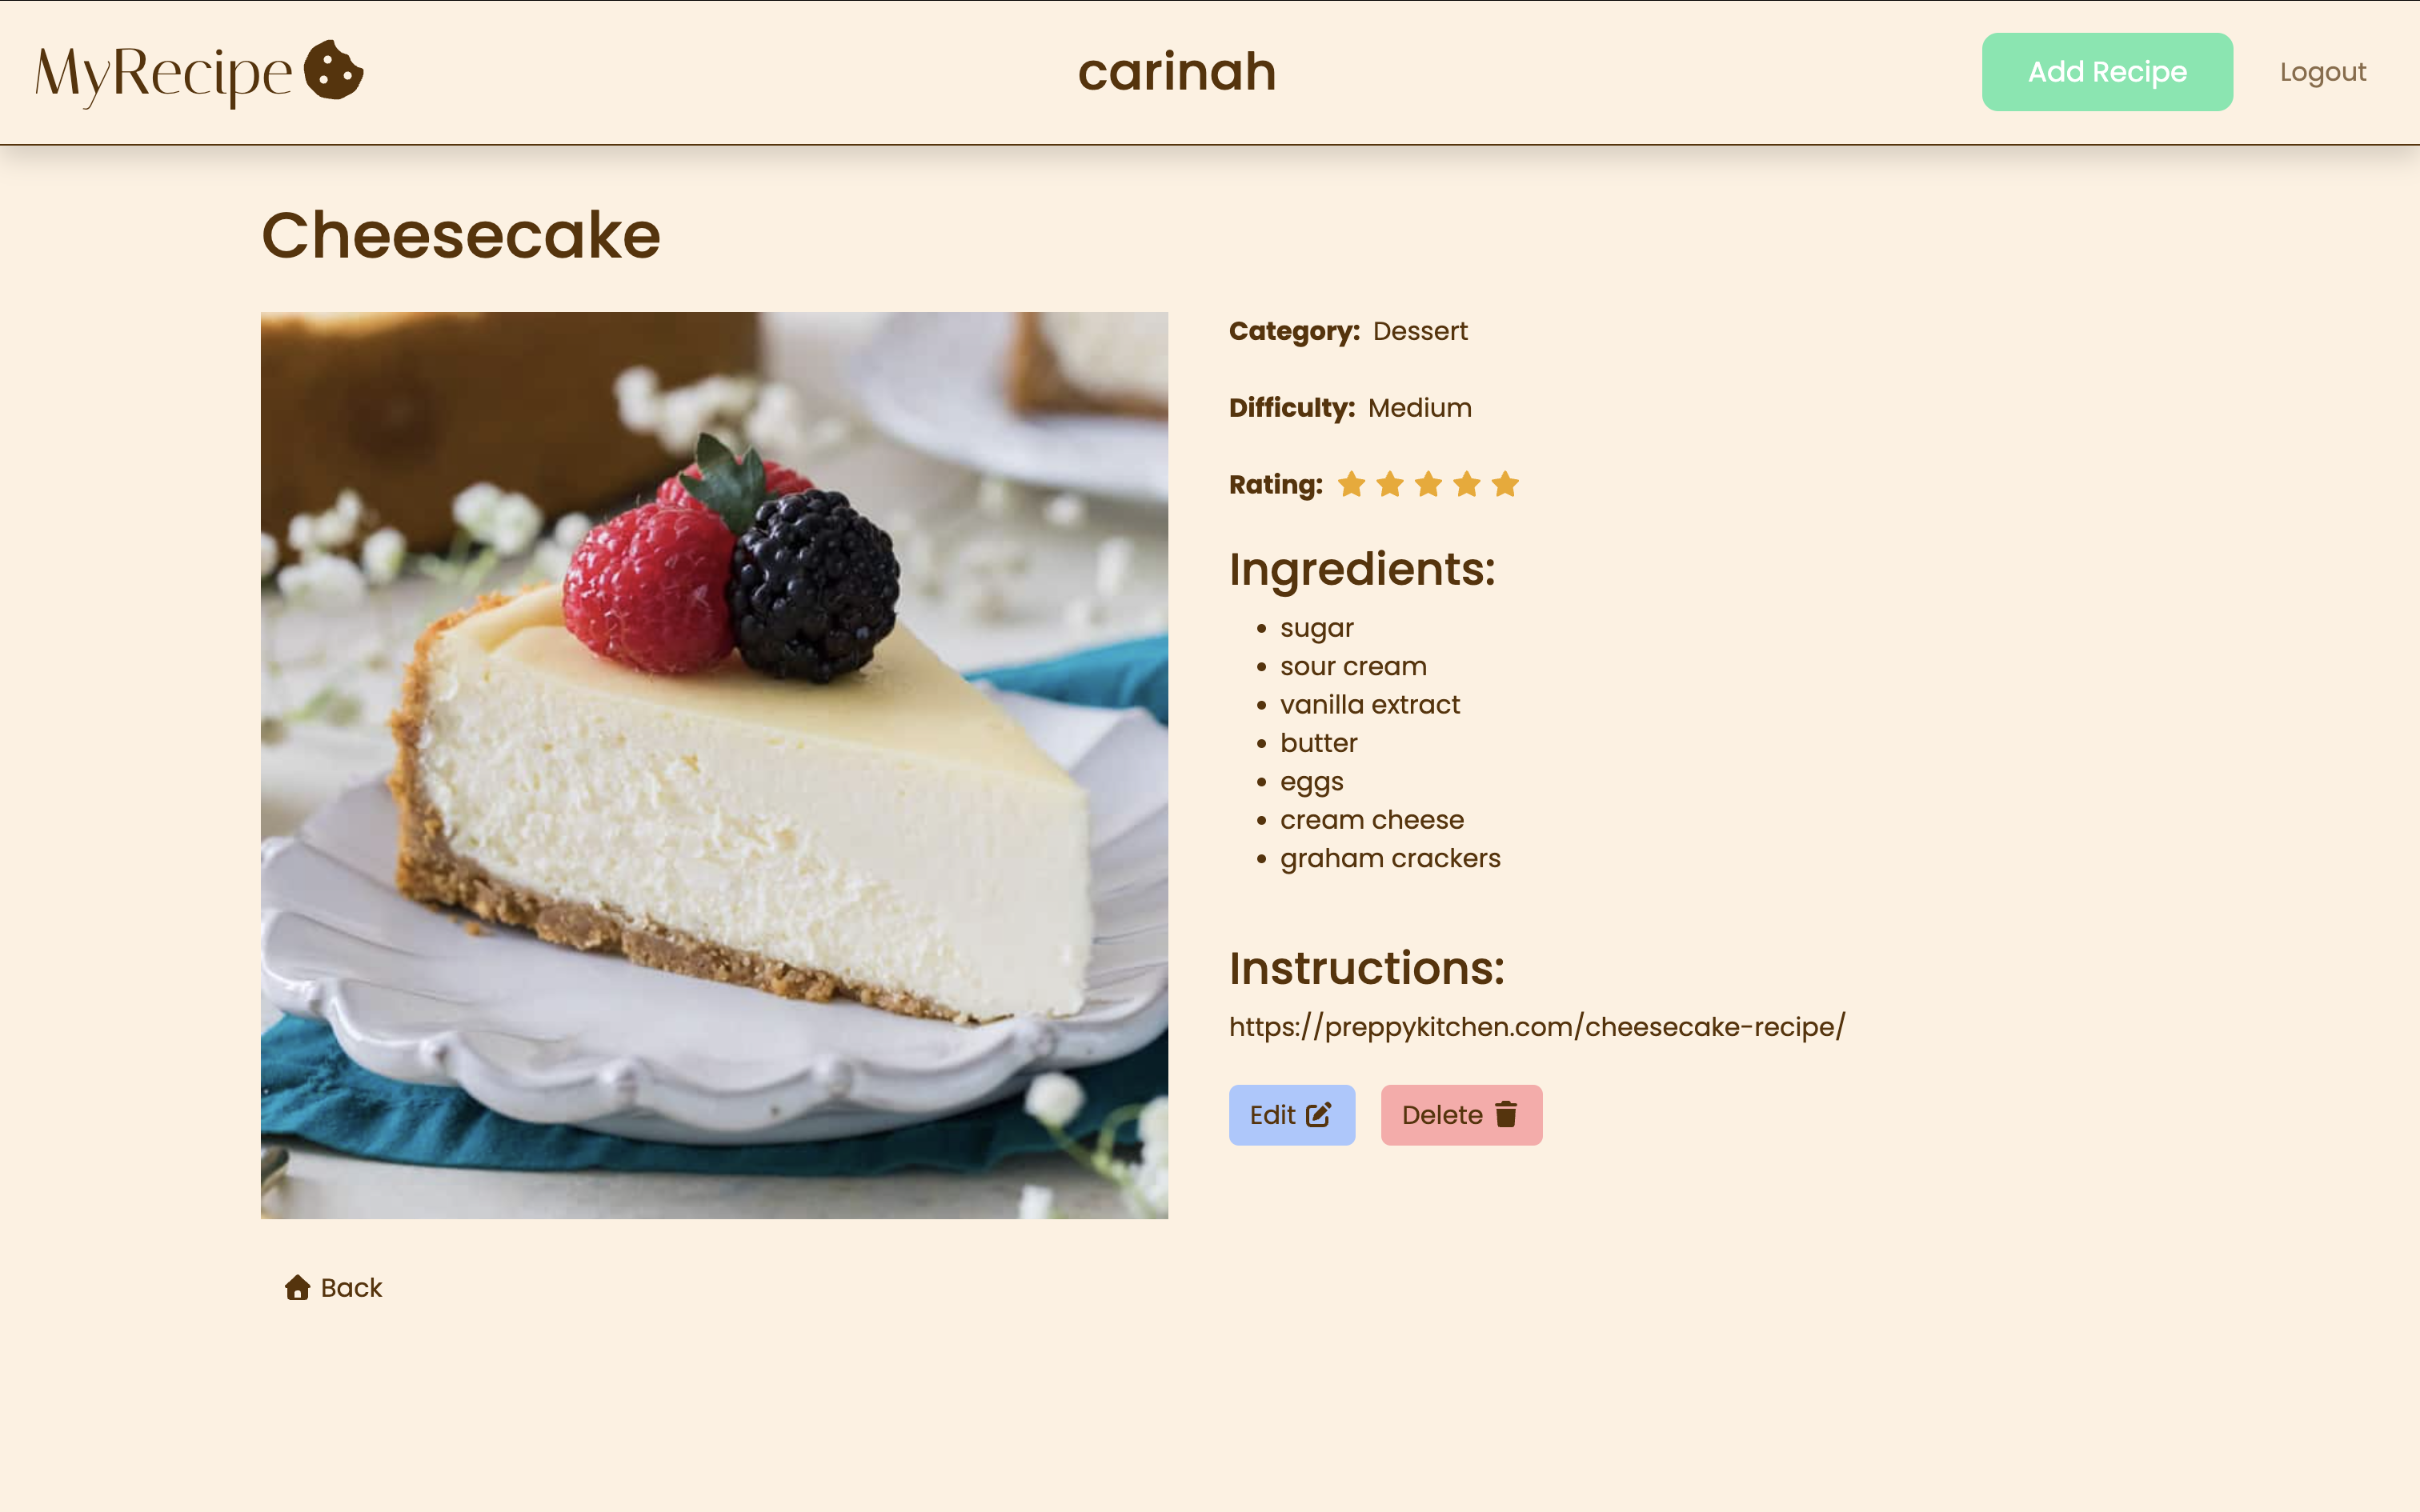 MyRecipe
carinah
Add Recipe
Logout
Cheesecake
Category: Dessert
Difficulty: Medium
Rating:
Ingredients:
• sugar
• sour cream
• vanilla extract
• butter
• eggs
• cream cheese
• graham crackers
Instructions:
https://preppykitchen.com/cheesecake-recipe/
Edit
Delete
Back